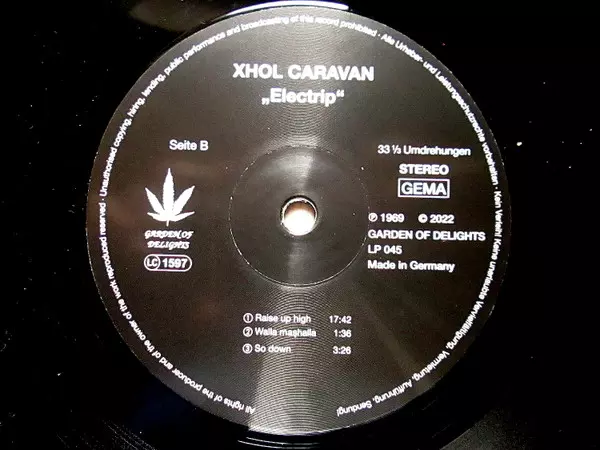 All rights of the producer and of the owner of the work reproduced reserved · Unauthorised copying, hiring, lending, public performance and broadcasting of this record prohibited · Alle Urheber- und Leistungsschutzrechte vorbehalten · Kein Verleih! Keine unerlaubte Vervielfältigung, Vermietung, Aufführung, Sendung!
XHOL CARAVAN
„Electrip“
Seite B
33 ⅓ Umdrehungen
STEREO
GEMA
GARDEN OF
DELIGHTS
LC 1597
℗ 1969 © 2022
GARDEN OF DELIGHTS
LP 045
Made in Germany
① Raise up high 17:42
② Walla mashalla 1:36
③ So down 3:26